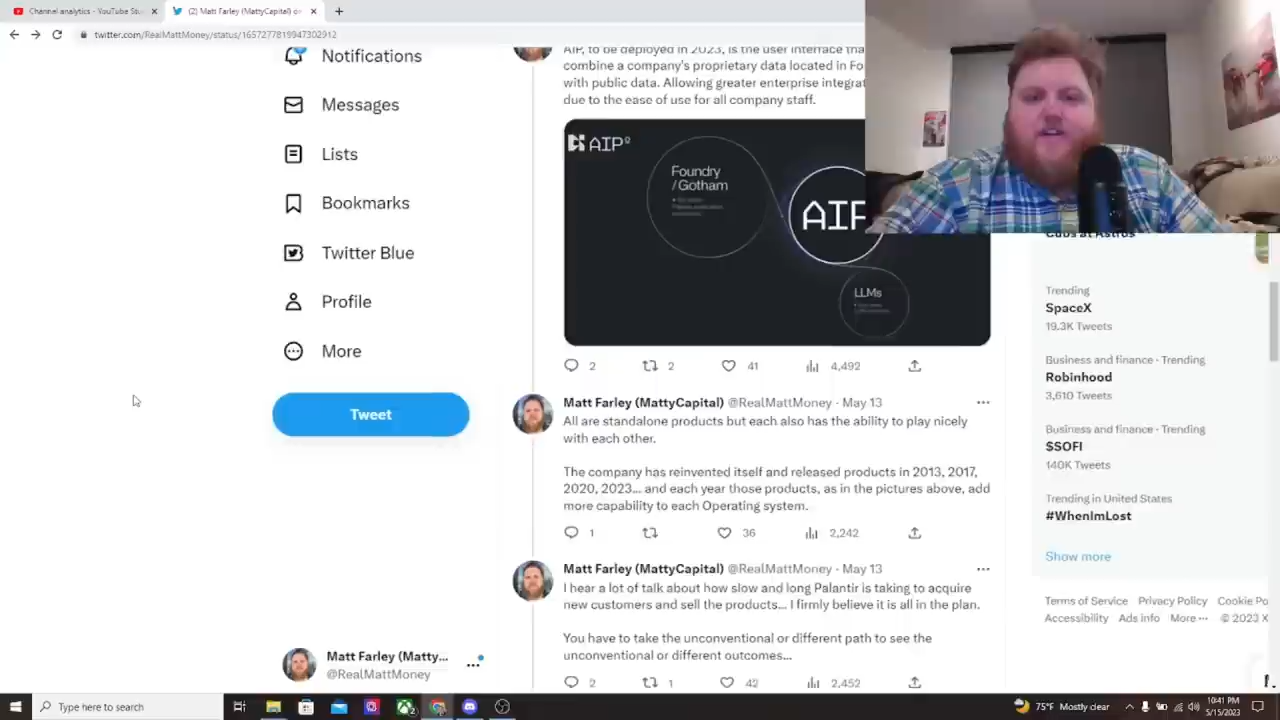 Channel analytics - YouTube Stu
(2) Matt Farley (MattyCapital) o
twitter.com/RealMattMoney/status/1657277819947302912
Notifications
Messages
Lists
Bookmarks
Twitter Blue
Profile
More
Tweet
Matt Farley (Matty...
@RealMattMoney
AIP, to be deployed in 2023, is the user interface tha
combine a company's proprietary data located in Fo
with public data. Allowing greater enterprise integrat
due to the ease of use for all company staff.
AIP
Foundry
/Gotham
AIP
LLMs
2 2 41 4,492
Matt Farley (MattyCapital) @RealMattMoney · May 13
All are standalone products but each also has the ability to play nicely
with each other.
The company has reinvented itself and released products in 2013, 2017,
2020, 2023... and each year those products, as in the pictures above, add
more capability to each Operating system.
1 36 2,242
Matt Farley (MattyCapital) @RealMattMoney · May 13
I hear a lot of talk about how slow and long Palantir is taking to acquire
new customers and sell the products... I firmly believe it is all in the plan.
You have to take the unconventional or different path to see the
unconventional or different outcomes...
2 1 42 2,452
Cubs at Astros
Trending
SpaceX
19.3K Tweets
Business and finance · Trending
Robinhood
3,610 Tweets
Business and finance · Trending
$SOFI
140K Tweets
Trending in United States
#WhenImLost
Show more
Terms of Service Privacy Policy Cookie Po
Accessibility Ads info More ··· © 2023 X
Type here to search
75°F Mostly clear
10:41 PM
5/15/2023